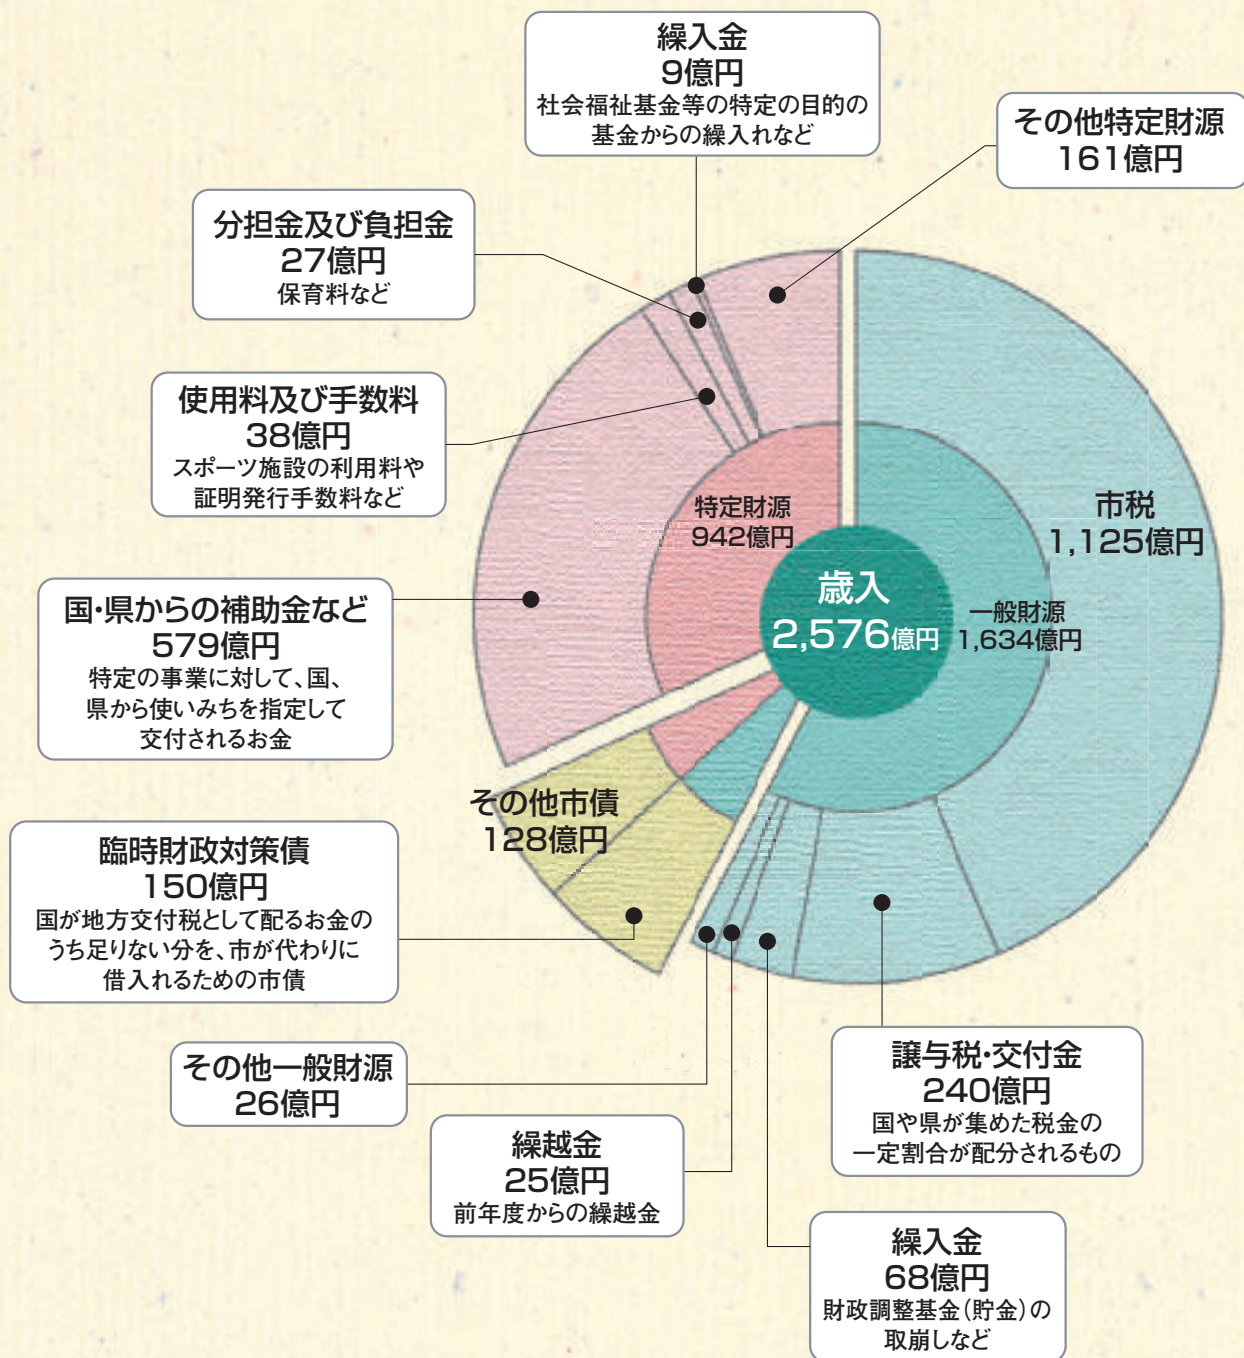 繰入金
9億円
社会福祉基金等の特定の目的の
基金からの繰入れなど
その他特定財源
161億円
分担金及び負担金
27億円
保育料など
使用料及び手数料
38億円
スポーツ施設の利用料や
証明発行手数料など
特定財源
942億円
市税
1,125億円
歳入
2,576億円
一般財源
1,634億円
国・県からの補助金など
579億円
特定の事業に対して、国、
県から使いみちを指定して
交付されるお金
その他市債
128億円
臨時財政対策債
150億円
国が地方交付税として配るお金の
うち足りない分を、市が代わりに
借入れるための市債
その他一般財源
26億円
繰越金
25億円
前年度からの繰越金
譲与税・交付金
240億円
国や県が集めた税金の
一定割合が配分されるもの
繰入金
68億円
財政調整基金(貯金)の
取崩しなど